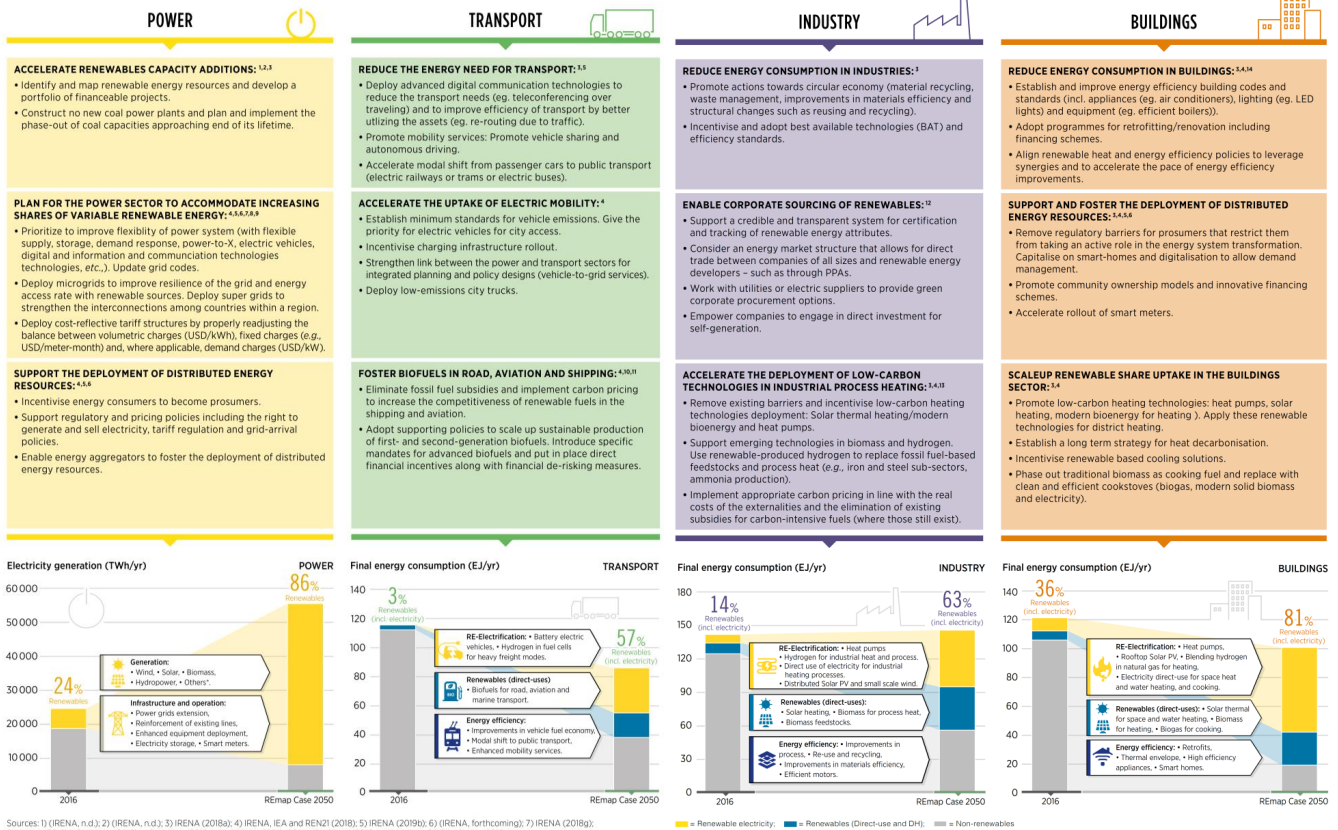 POWER
ACCELERATE RENEWABLES CAPACITY ADDITIONS: 1,2,3
• Identify and map renewable energy resources and develop a
portfolio of financeable projects.
• Construct no new coal power plants and plan and implement the
phase-out of coal capacities approaching end of its lifetime.
PLAN FOR THE POWER SECTOR TO ACCOMMODATE INCREASING
SHARES OF VARIABLE RENEWABLE ENERGY: 4,5,6,7,8,9
• Prioritize to improve flexiblity of power system (with flexible
supply, storage, demand response, power-to-X, electric vehicles,
digital and information and communciation technologies
technologies, etc.,). Update grid codes.
• Deploy microgrids to improve resilience of the grid and energy
access rate with renewable sources. Deploy super grids to
strengthen the interconnections among countries within a region.
• Deploy cost-reflective tariff structures by properly readjusting the
balance between volumetric charges (USD/kWh), fixed charges (e.g.,
USD/meter-month) and, where applicable, demand charges (USD/kW).
SUPPORT THE DEPLOYMENT OF DISTRIBUTED ENERGY
RESOURCES: 4,5,6
• Incentivise energy consumers to become prosumers.
• Support regulatory and pricing policies including the right to
generate and sell electricity, tariff regulation and grid-arrival
policies.
• Enable energy aggregators to foster the deployment of distributed
energy resources.
TRANSPORT
REDUCE THE ENERGY NEED FOR TRANSPORT: 3,5
• Deploy advanced digital communication technologies to
reduce the transport needs (eg. teleconferencing over
traveling) and to improve efficiency of transport by better
utlizing the assets (eg. re-routing due to traffic).
• Promote mobility services: Promote vehicle sharing and
autonomous driving.
• Accelerate modal shift from passenger cars to public transport
(electric railways or trams or electric buses).
ACCELERATE THE UPTAKE OF ELECTRIC MOBILITY: 4
• Establish minimum standards for vehicle emissions. Give the
priority for electric vehicles for city access.
• Incentivise charging infrastructure rollout.
• Strengthen link between the power and transport sectors for
integrated planning and policy designs (vehicle-to-grid services).
• Deploy low-emissions city trucks.
FOSTER BIOFUELS IN ROAD, AVIATION AND SHIPPING: 4,10,11
• Eliminate fossil fuel subsidies and implement carbon pricing
to increase the competitiveness of renewable fuels in the
shipping and aviation.
• Adopt supporting policies to scale up sustainable production
of first- and second-generation biofuels. Introduce specific
mandates for advanced biofuels and put in place direct
financial incentives along with financial de-risking measures.
INDUSTRY
REDUCE ENERGY CONSUMPTION IN INDUSTRIES: 3
• Promote actions towards circular economy (material recycling,
waste management, improvements in materials efficiency and
structural changes such as reusing and recycling).
• Incentivise and adopt best available technologies (BAT) and
efficiency standards.
ENABLE CORPORATE SOURCING OF RENEWABLES: 12
• Support a credible and transparent system for certification
and tracking of renewable energy attributes.
• Consider an energy market structure that allows for direct
trade between companies of all sizes and renewable energy
developers – such as through PPAs.
• Work with utilities or electric suppliers to provide green
corporate procurement options.
• Empower companies to engage in direct investment for
self-generation.
ACCELERATE THE DEPLOYMENT OF LOW-CARBON
TECHNOLOGIES IN INDUSTRIAL PROCESS HEATING: 3,4,13
• Remove existing barriers and incentivise low-carbon heating
technologies deployment: Solar thermal heating/modern
bioenergy and heat pumps.
• Support emerging technologies in biomass and hydrogen.
Use renewable-produced hydrogen to replace fossil fuel-based
feedstocks and process heat (e.g., iron and steel sub-sectors,
ammonia production).
• Implement appropriate carbon pricing in line with the real
costs of the externalities and the elimination of existing
subsidies for carbon-intensive fuels (where those still exist).
BUILDINGS
REDUCE ENERGY CONSUMPTION IN BUILDINGS: 3,4,14
• Establish and improve energy efficiency building codes and
standards (incl. appliances (eg. air conditioners), lighting (eg. LED
lights) and equipment (eg. efficient boilers)).
• Adopt programmes for retrofitting/renovation including
financing schemes.
• Align renewable heat and energy efficiency policies to leverage
synergies and to accelerate the pace of energy efficiency
improvements.
SUPPORT AND FOSTER THE DEPLOYMENT OF DISTRIBUTED
ENERGY RESOURCES: 3,4,5,6
• Remove regulatory barriers for prosumers that restrict them
from taking an active role in the energy system transformation.
Capitalise on smart-homes and digitalisation to allow demand
management.
• Promote community ownership models and innovative financing
schemes.
• Accelerate rollout of smart meters.
SCALEUP RENEWABLE SHARE UPTAKE IN THE BUILDINGS
SECTOR: 3,4
• Promote low-carbon heating technologies: heat pumps, solar
heating, modern bioenergy for heating ). Apply these renewable
technologies for district heating.
• Establish a long term strategy for heat decarbonisation.
• Incentivise renewable based cooling solutions.
• Phase out traditional biomass as cooking fuel and replace with
clean and efficient cookstoves (biogas, modern solid biomass
and electricity).
Electricity generation (TWh/yr) POWER
60 000
50 000
40 000
30 000
20 000
10 000
0
24%
Renewables
86%
Renewables
Generation:
• Wind, • Solar, • Biomass,
• Hydropower, • Others*.
Infrastructure and operation:
• Power grids extension,
• Reinforcement of existing lines,
• Enhanced equipment deployment,
• Electricity storage, • Smart meters.
2016 REmap Case 2050
Final energy consumption (EJ/yr) TRANSPORT
140
120
100
80
60
40
20
0
3%
Renewables
(incl. electricity)
57%
Renewables
(incl. electricity)
RE-Electrification: • Battery electric
vehicles, • Hydrogen in fuel cells
for heavy freight modes.
Renewables (direct-uses)
• Biofuels for road, aviation and
marine transport.
Energy efficiency:
• Improvements in vehicle fuel economy,
• Modal shift to public transport,
• Enhanced mobility services.
2016 REmap Case 2050
Final energy consumption (EJ/yr) INDUSTRY
180
150
120
90
60
30
0
14%
Renewables
(incl. electricity)
63%
Renewables
(incl. electricity)
RE-Electrification: • Heat pumps
• Hydrogen for industrial heat and process.
• Direct use of electricity for industrial
heating processes.
• Distributed Solar PV and small scale wind.
Renewables (direct-uses):
• Solar heating, • Biomass for process heat,
• Biomass feedstocks.
Energy efficiency: • Improvements in
process, • Re-use and recycling,
• Improvements in materials efficiency,
• Efficient motors.
2016 REmap Case 2050
Final energy consumption (EJ/yr) BUILDINGS
140
120
100
80
60
40
20
0
36%
Renewables
(incl. electricity)
81%
Renewables
(incl. electricity)
RE-Electrification: • Heat pumps,
• Rooftop Solar PV, • Blending hydrogen
in natural gas for heating,
• Electricity direct-use for space heat
and water heating, and cooking.
Renewables (direct-uses): • Solar thermal
for space and water heating, • Biomass
for heating, • Biogas for cooking.
Energy efficiency: • Retrofits,
• Thermal envelope, • High efficiency
appliances, • Smart homes.
2016 REmap Case 2050
Sources: 1) (IRENA, n.d.); 2) (IRENA, n.d.); 3) IRENA (2018a); 4) IRENA, IEA and REN21 (2018); 5) IRENA (2019b); 6) (IRENA, forthcoming); 7) IRENA (2018g);
= Renewable electricity; = Renewables (Direct-use and DH); = Non-renewables